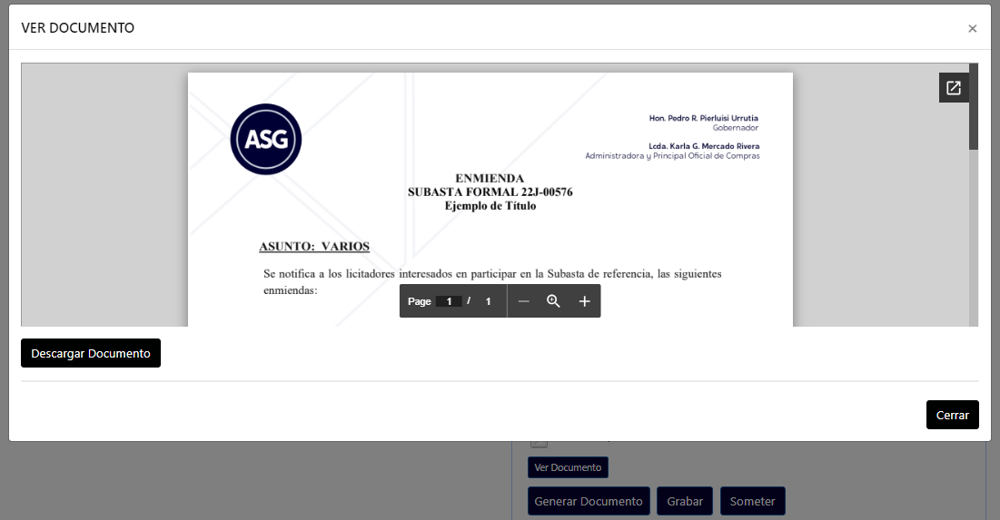 VER DOCUMENTO
×
ASG
Hon. Pedro R. Pierluisi Urrutia
Gobernador
Lcda. Karla G. Mercado Rivera
Administradora y Principal Oficial de Compras
ENMIENDA
SUBASTA FORMAL 22J-00576
Ejemplo de Título
ASUNTO: VARIOS
Se notifica a los licitadores interesados en participar en la Subasta de referencia, las siguientes
enmiendas:
Page 1 / 1
Descargar Documento
Cerrar
Ver Documento
Generar Documento Grabar Someter